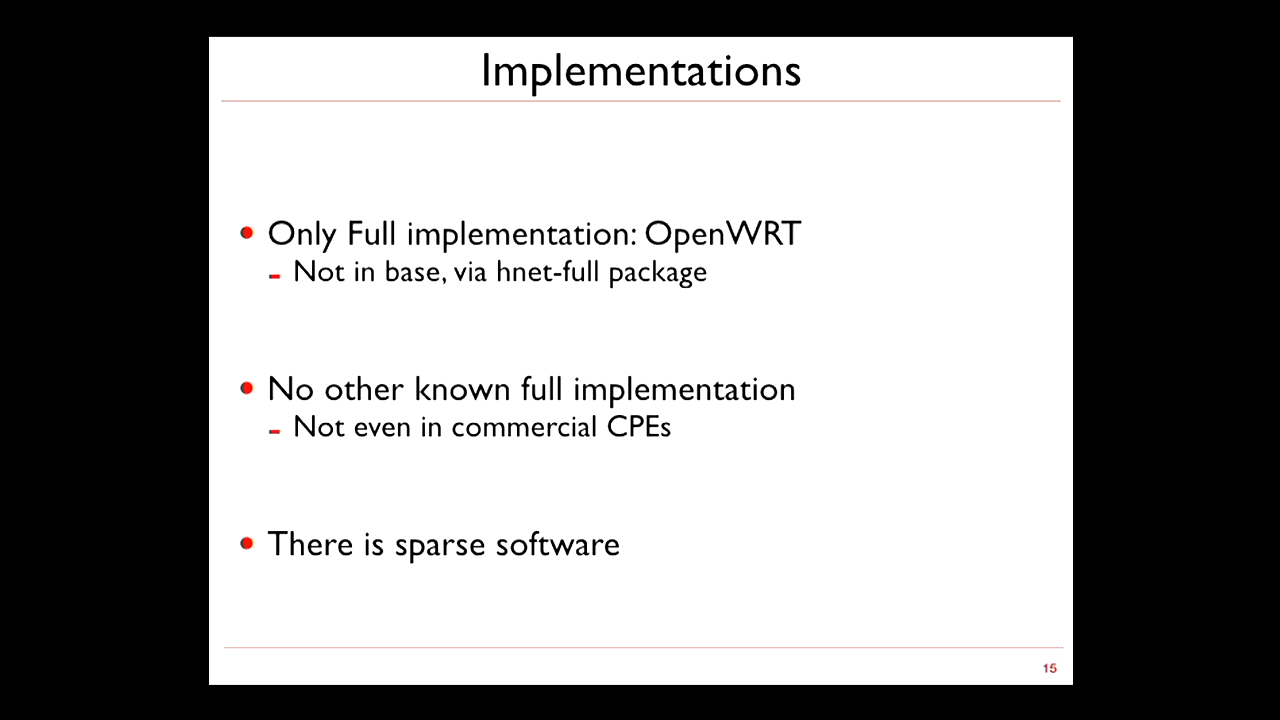 Implementations
• Only Full implementation: OpenWRT
- Not in base, via hnet-full package
• No other known full implementation
- Not even in commercial CPEs
• There is sparse software
15